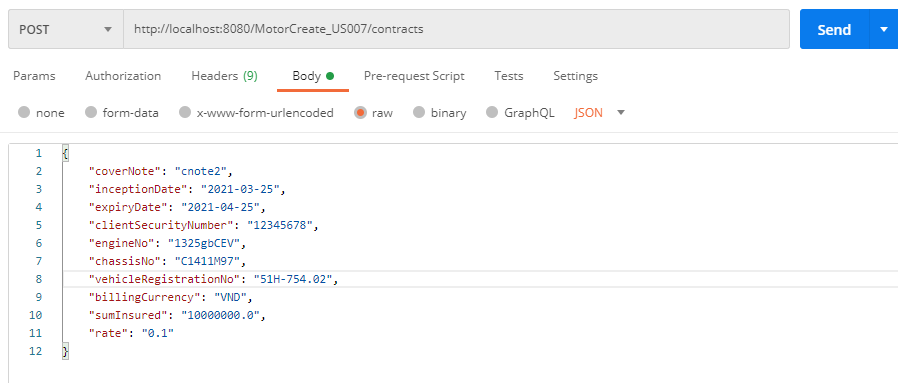 POST http://localhost:8080/MotorCreate_US007/contracts Send
Params Authorization Headers (9) Body Pre-request Script Tests Settings
none form-data x-www-form-urlencoded raw binary GraphQL JSON
1 {
2 "coverNote": "cnote2",
3 "inceptionDate": "2021-03-25",
4 "expiryDate": "2021-04-25",
5 "clientSecurityNumber": "12345678",
6 "engineNo": "1325gbCEV",
7 "chassisNo": "C1411M97",
8 "vehicleRegistrationNo": "51H-754.02",
9 "billingCurrency": "VND",
10 "sumInsured": "10000000.0",
11 "rate": "0.1"
12 }